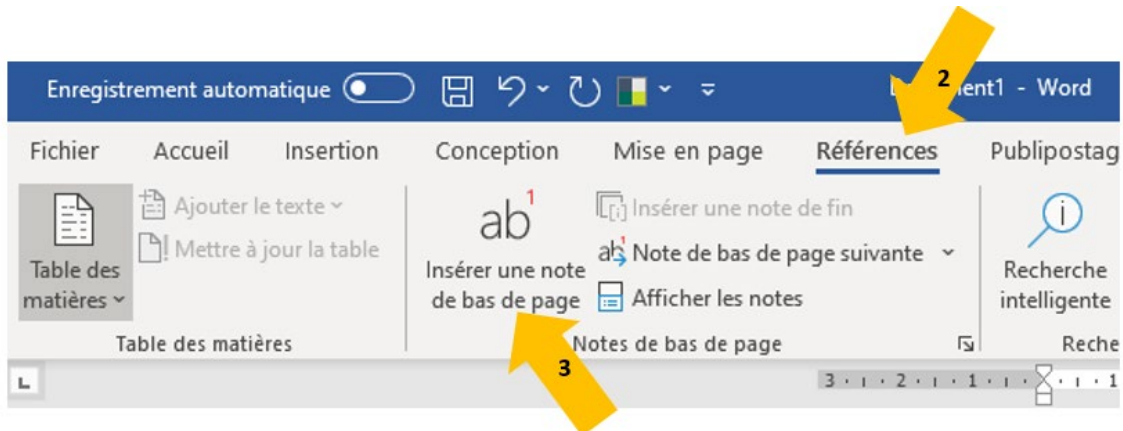 2
Enregistrement automatique ent1 - Word
Fichier Accueil Insertion Conception Mise en page Références Publipostag
ab1 Insérer une note de fin
Ajouter le texte
Mettre à jour la table
ab1 Note de bas de page suivante
Table des matières
Insérer une note de bas de page
Afficher les notes
Recherche intelligente
Table des matières Notes de bas de page Reche
3
L 3 2 1 1